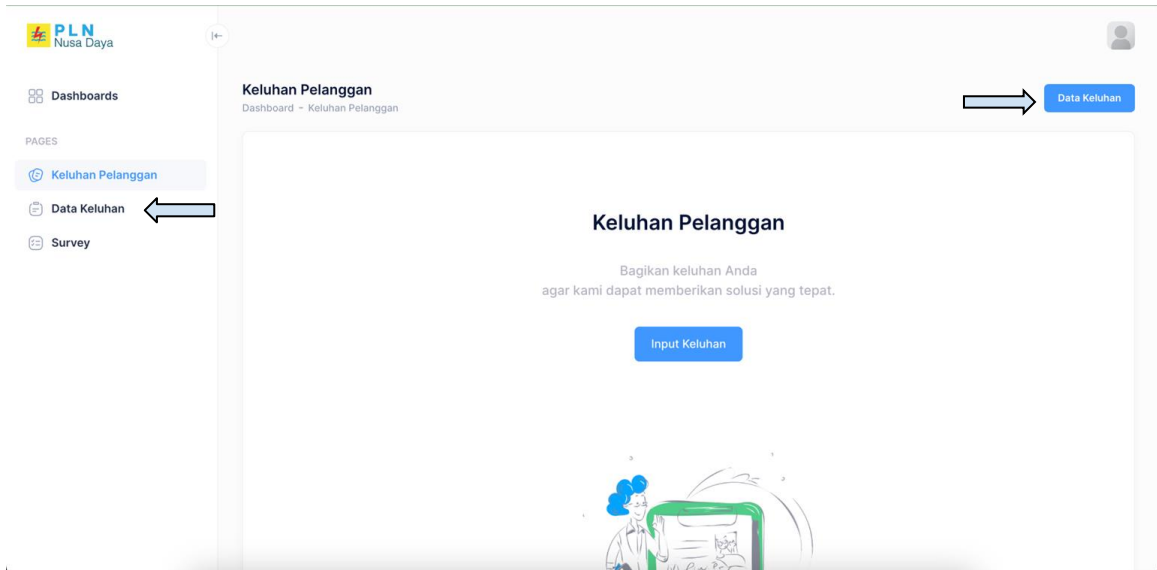 PLN
Nusa Daya
Dashboards
PAGES
Keluhan Pelanggan
Data Keluhan
Survey
Keluhan Pelanggan
Dashboard - Keluhan Pelanggan
Data Keluhan
Keluhan Pelanggan
Bagikan keluhan Anda
agar kami dapat memberikan solusi yang tepat.
Input Keluhan